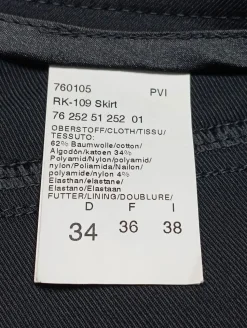 760105 PVI
RK-109 Skirt
76 252 51 252 01
OBERSTOFF/CLOTH/TISSU/
TESSUTO:
62% Baumwolle/cotton/
Algodón/katoen 34%
Polyamid/Nylon/polyamid/
nylon/Poliamida/Nailon/
polyamide/nylon 4%
Elasthan/elastane/
Elastano/Elastaan
FUTTER/LINING/DOUBLURE/
D F I
34 36 38